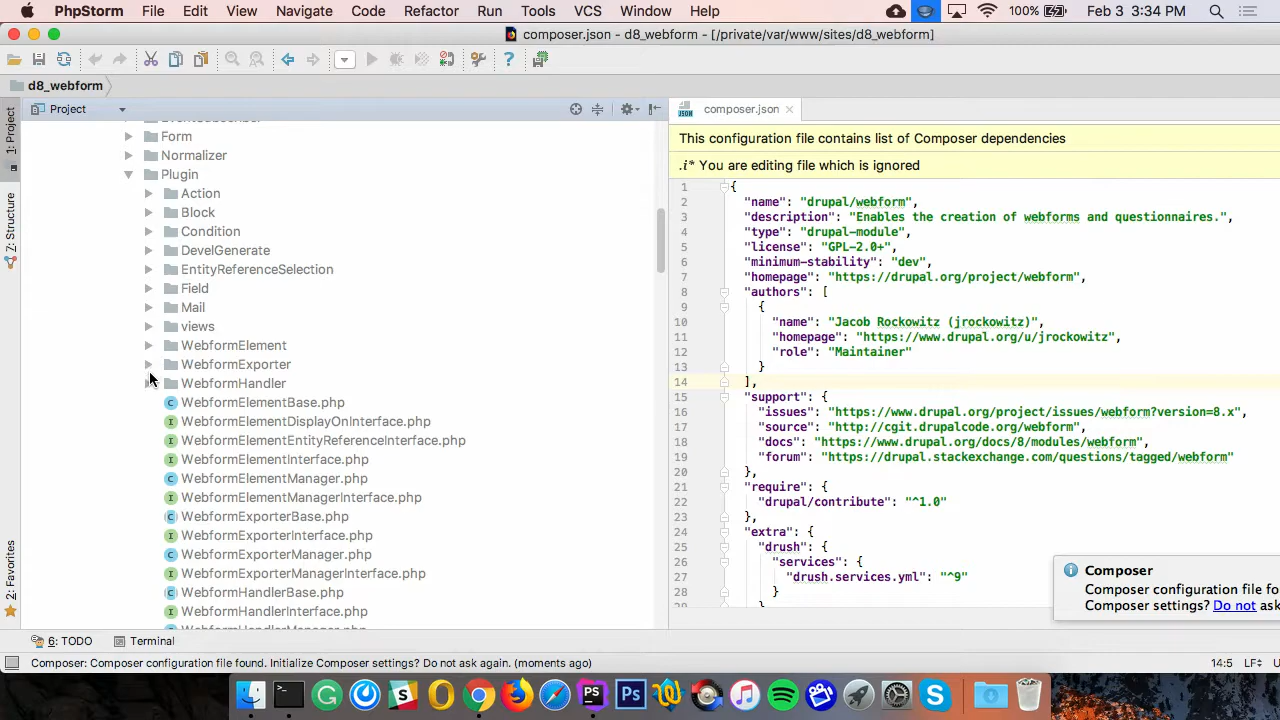 PhpStorm File Edit View Navigate Code Refactor Run Tools VCS Window Help 100% Feb 3 3:34 PM
composer.json - d8_webform - [/private/var/www/sites/d8_webform]
d8_webform
Project
composer.json
1: Project
Z: Structure
2: Favorites
Form
Normalizer
Plugin
Action
Block
Condition
DevelGenerate
EntityReferenceSelection
Field
Mail
views
WebformElement
WebformExporter
WebformHandler
WebformElementBase.php
WebformElementDisplayOnInterface.php
WebformElementEntityReferenceInterface.php
WebformElementInterface.php
WebformElementManager.php
WebformElementManagerInterface.php
WebformExporterBase.php
WebformExporterInterface.php
WebformExporterManager.php
WebformExporterManagerInterface.php
WebformHandlerBase.php
WebformHandlerInterface.php
This configuration file contains list of Composer dependencies
.i* You are editing file which is ignored
1 {
2 "name": "drupal/webform",
3 "description": "Enables the creation of webforms and questionnaires.",
4 "type": "drupal-module",
5 "license": "GPL-2.0+",
6 "minimum-stability": "dev",
7 "homepage": "https://drupal.org/project/webform",
8 "authors": [
9 {
10 "name": "Jacob Rockowitz (jrockowitz)",
11 "homepage": "https://www.drupal.org/u/jrockowitz",
12 "role": "Maintainer"
13 }
14 ],
15 "support": {
16 "issues": "https://www.drupal.org/project/issues/webform?version=8.x",
17 "source": "http://cgit.drupalcode.org/webform",
18 "docs": "https://www.drupal.org/docs/8/modules/webform",
19 "forum": "https://drupal.stackexchange.com/questions/tagged/webform"
20 },
21 "require": {
22 "drupal/contribute": "^1.0"
23 },
24 "extra": {
25 "drush": {
26 "services": {
27 "drush.services.yml": "^9"
28 }
29 }
Composer
Composer configuration file fo
Composer settings? Do not ask
6: TODO Terminal
Composer: Composer configuration file found. Initialize Composer settings? Do not ask again. (moments ago)
14:5 LF
PS Ps